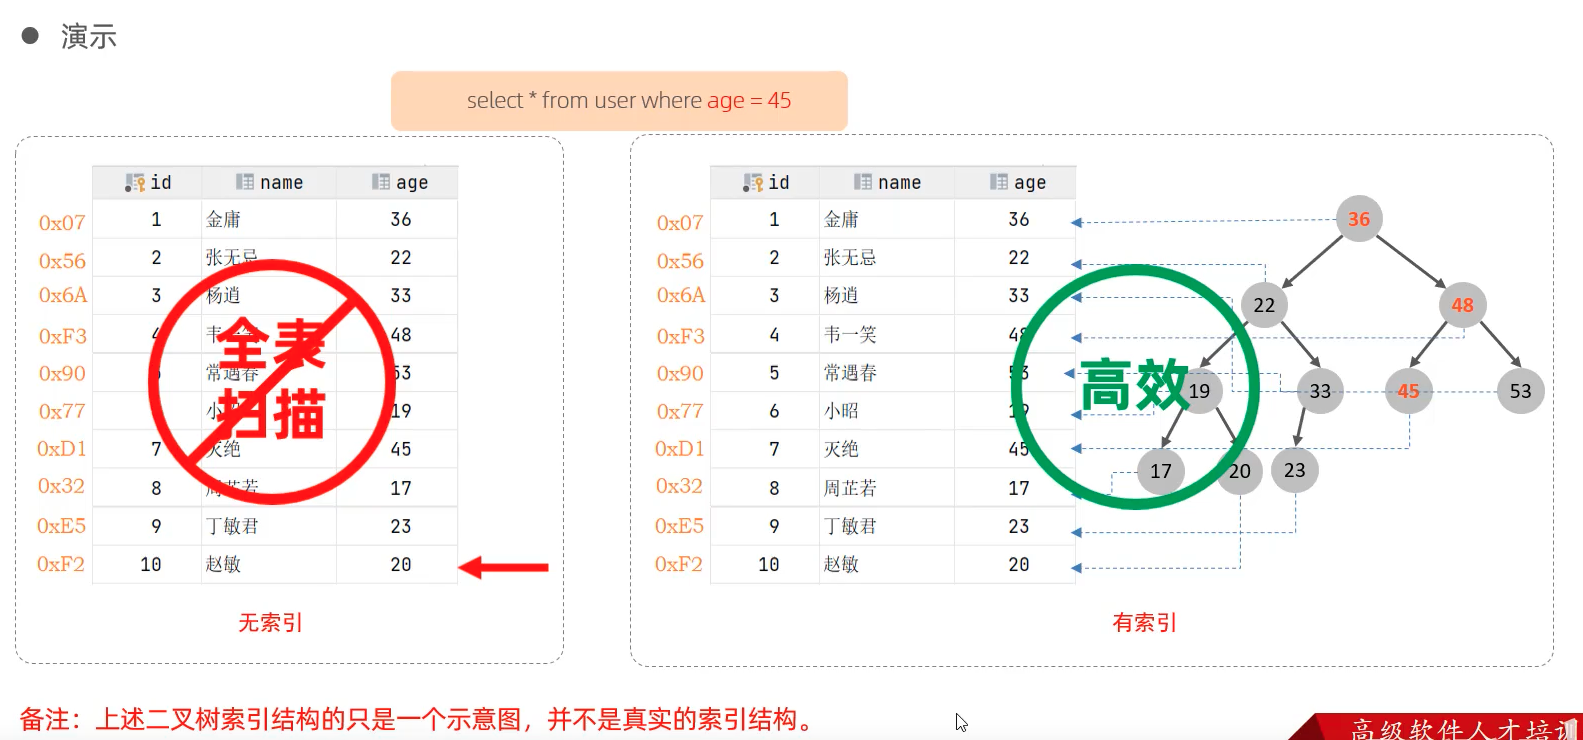 ● 演示
select * from user where age = 45
id name age
0x07 1 金庸 36
0x56 2 张无忌 22
0x6A 3 杨逍 33
0xF3 4 韦一笑 48
0x90 5 常遇春 53
0x77 6 小昭 19
0xD1 7 灭绝 45
0x32 8 周芷若 17
0xE5 9 丁敏君 23
0xF2 10 赵敏 20
全表
扫描
无索引
id name age
0x07 1 金庸 36
0x56 2 张无忌 22
0x6A 3 杨逍 33
0xF3 4 韦一笑 48
0x90 5 常遇春 53
0x77 6 小昭 19
0xD1 7 灭绝 45
0x32 8 周芷若 17
0xE5 9 丁敏君 23
0xF2 10 赵敏 20
高效
36
22 48
19 33 45 53
17 20 23
有索引
备注：上述二叉树索引结构的只是一个示意图，并不是真实的索引结构。
高级软件人才培训